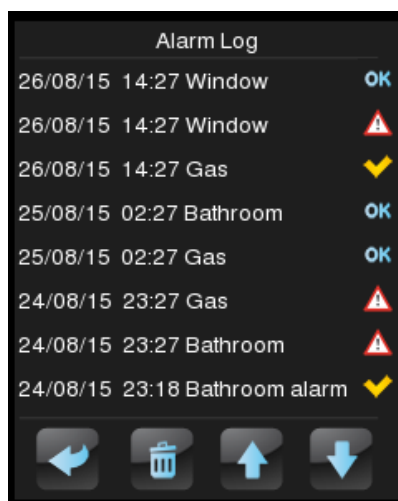 Alarm Log
26/08/15 14:27 Window OK
26/08/15 14:27 Window
26/08/15 14:27 Gas
25/08/15 02:27 Bathroom OK
25/08/15 02:27 Gas OK
24/08/15 23:27 Gas
24/08/15 23:27 Bathroom
24/08/15 23:18 Bathroom alarm